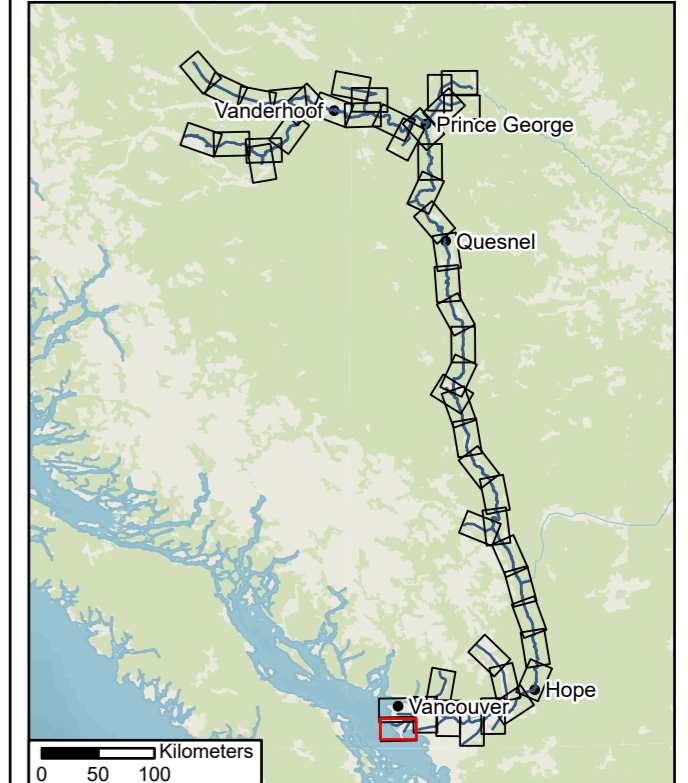 Vanderhoof
Prince George
Quesnel
Hope
Vancouver
Kilometers
0 50 100